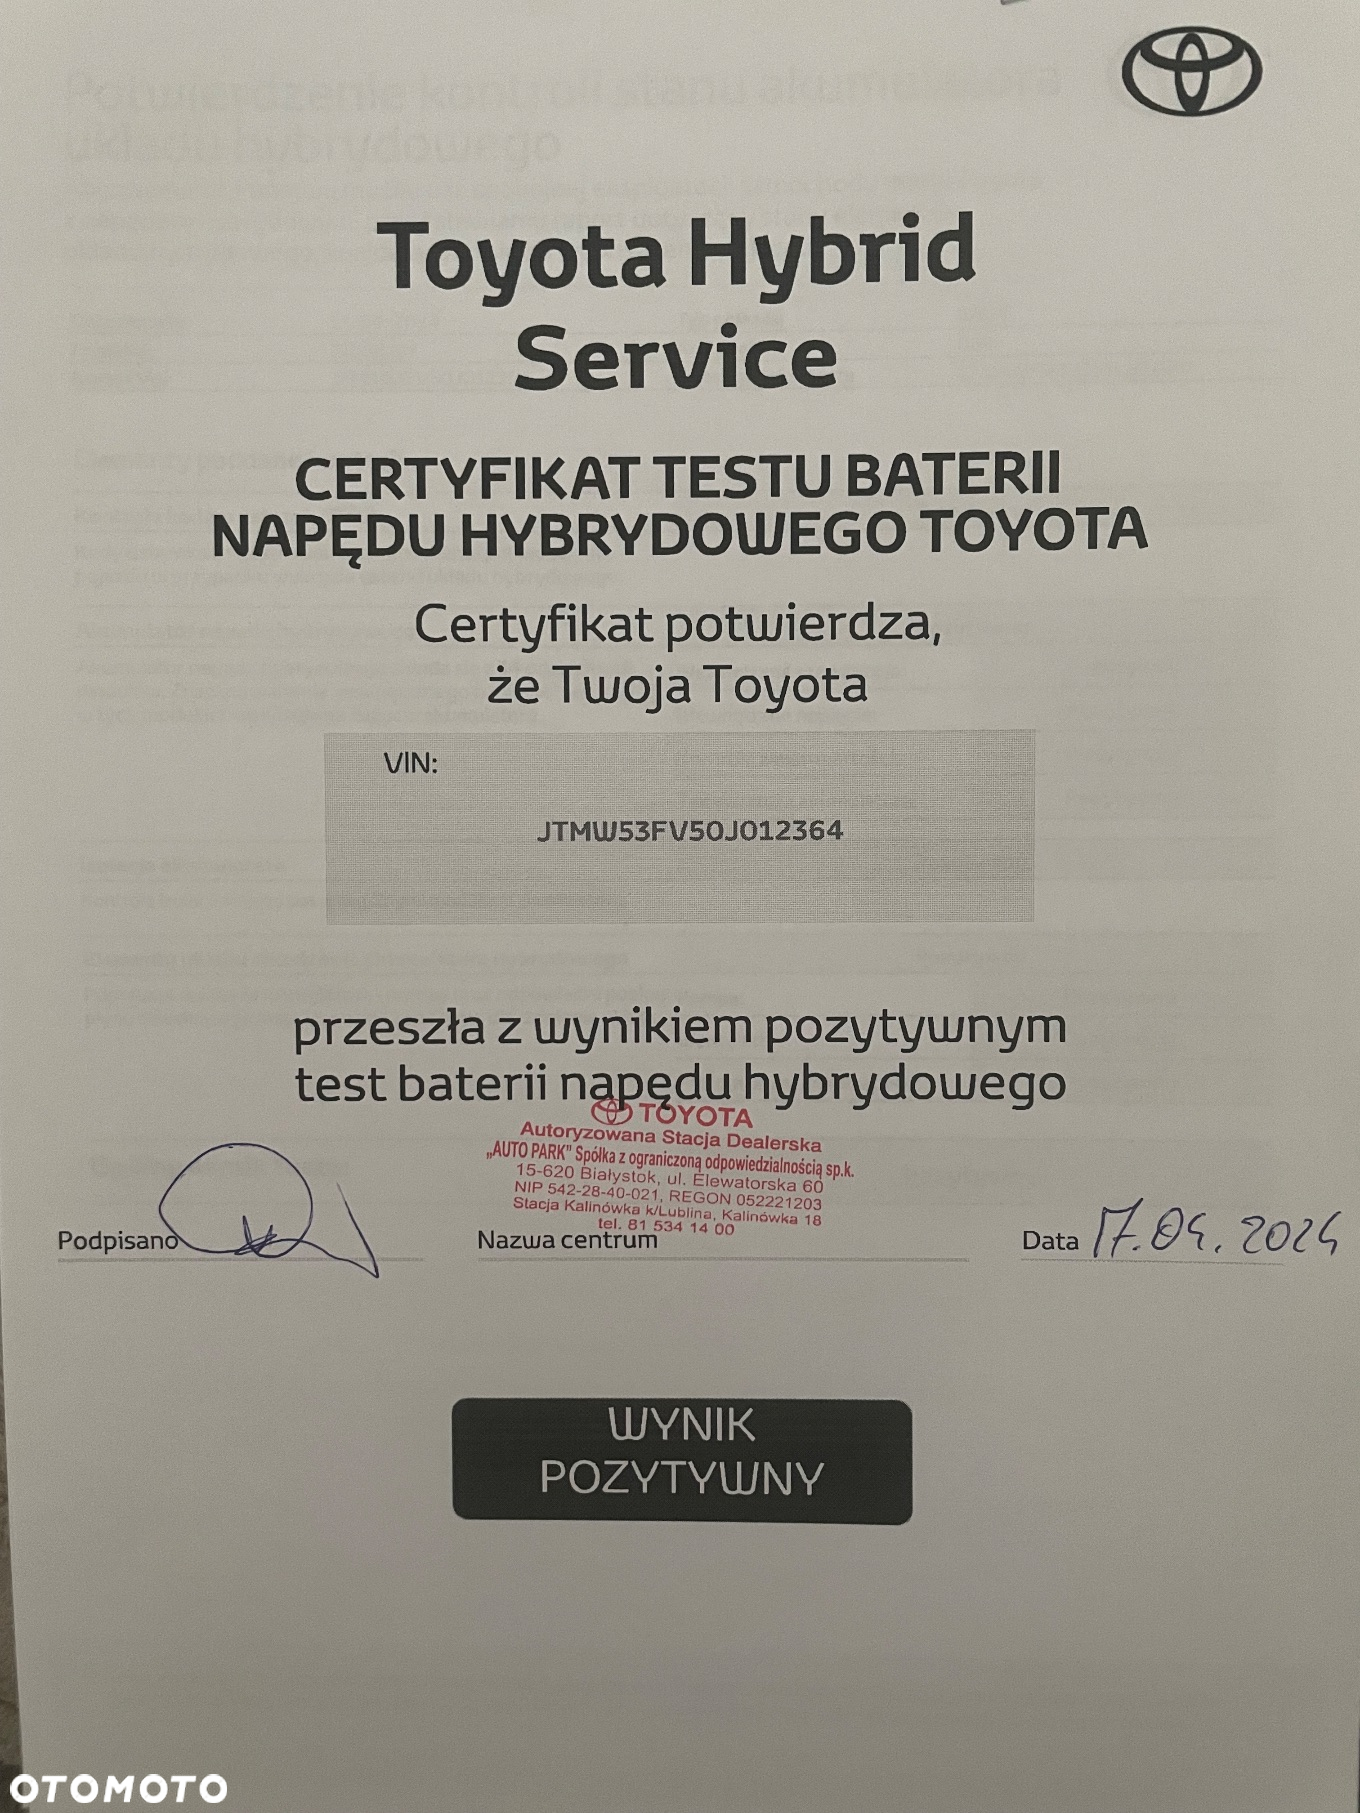 Toyota Hybrid
Service
CERTYFIKAT TESTU BATERII
NAPĘDU HYBRYDOWEGO TOYOTA
Certyfikat potwierdza,
że Twoja Toyota
VIN:
JTMW53FV50J012364
przeszła z wynikiem pozytywnym
test baterii napędu hybrydowego
TOYOTA
Autoryzowana Stacja Dealerska
„AUTO PARK" Spółka z ograniczoną odpowiedzialnością sp.k.
15-620 Białystok, ul. Elewatorska 60
NIP 542-28-40-021, REGON 052221203
Stacja Kalinówka k/Lublina, Kalinówka 18
tel. 81 534 14 00
Podpisano
Nazwa centrum
Data 17.04.2024
WYNIK
POZYTYWNY
OTOMOTO